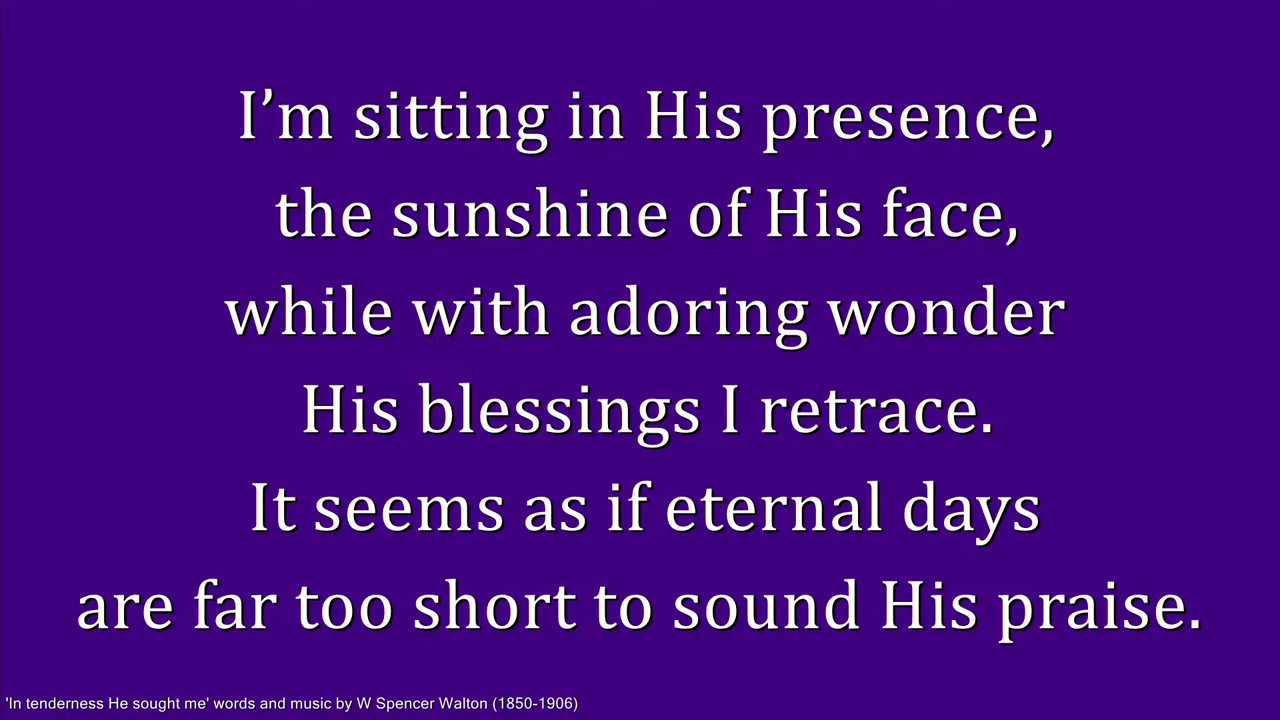 I’m sitting in His presence,
the sunshine of His face,
while with adoring wonder
His blessings I retrace.
It seems as if eternal days
are far too short to sound His praise.
'In tenderness He sought me' words and music by W Spencer Walton (1850-1906)